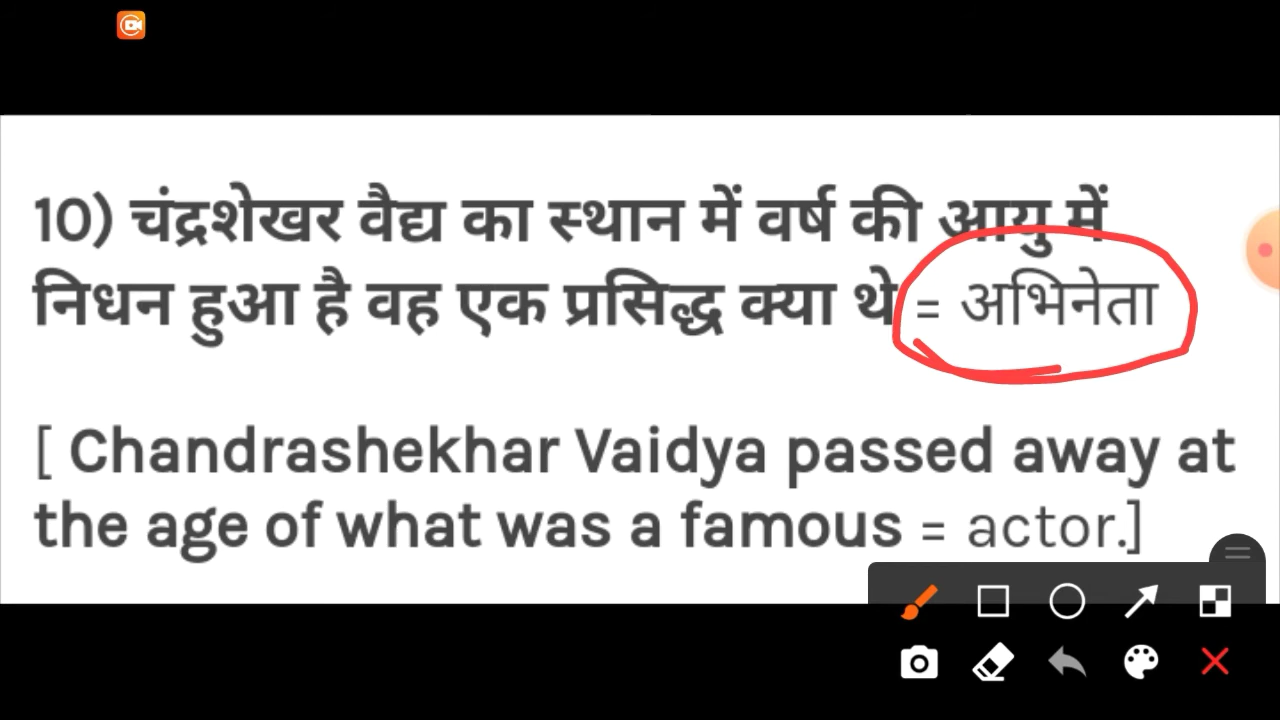 10) चंद्रशेखर वैद्य का स्थान में वर्ष की आयु में
निधन हुआ है वह एक प्रसिद्ध क्या थे = अभिनेता
[ Chandrashekhar Vaidya passed away at
the age of what was a famous = actor.]